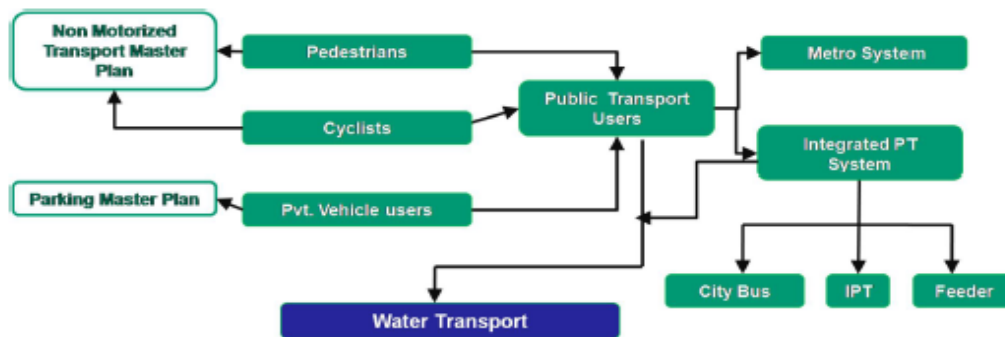 Non Motorized
Transport Master
Plan
Pedestrians
Metro System
Public Transport
Users
Cyclists
Integrated PT
System
Parking Master Plan
Pvt. Vehicle users
City Bus
IPT
Feeder
Water Transport